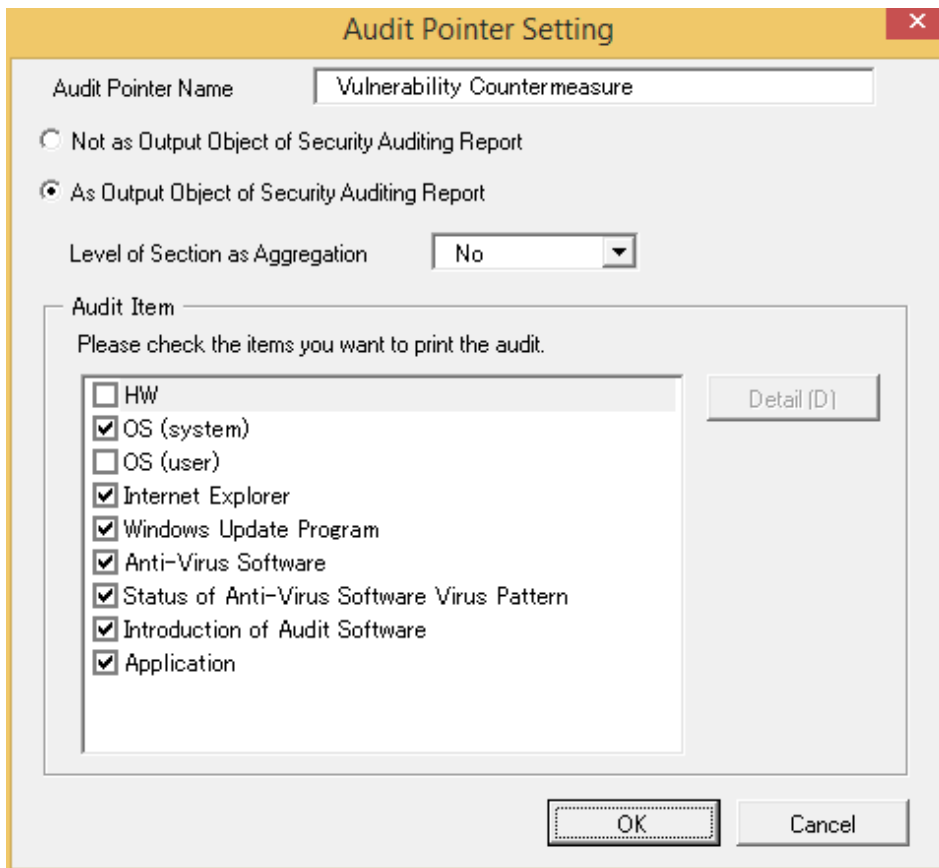 Audit Pointer Setting
Audit Pointer Name Vulnerability Countermeasure
Not as Output Object of Security Auditing Report
As Output Object of Security Auditing Report
Level of Section as Aggregation No
Audit Item
Please check the items you want to print the audit.
HW
Detail (D)
OS (system)
OS (user)
Internet Explorer
Windows Update Program
Anti-Virus Software
Status of Anti-Virus Software Virus Pattern
Introduction of Audit Software
Application
OK Cancel